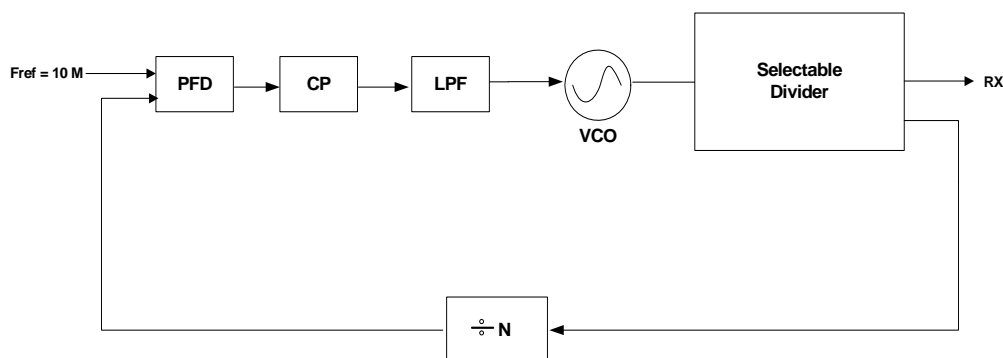 Fref = 10 M
PFD
CP
LPF
VCO
Selectable
Divider
RX
÷ N